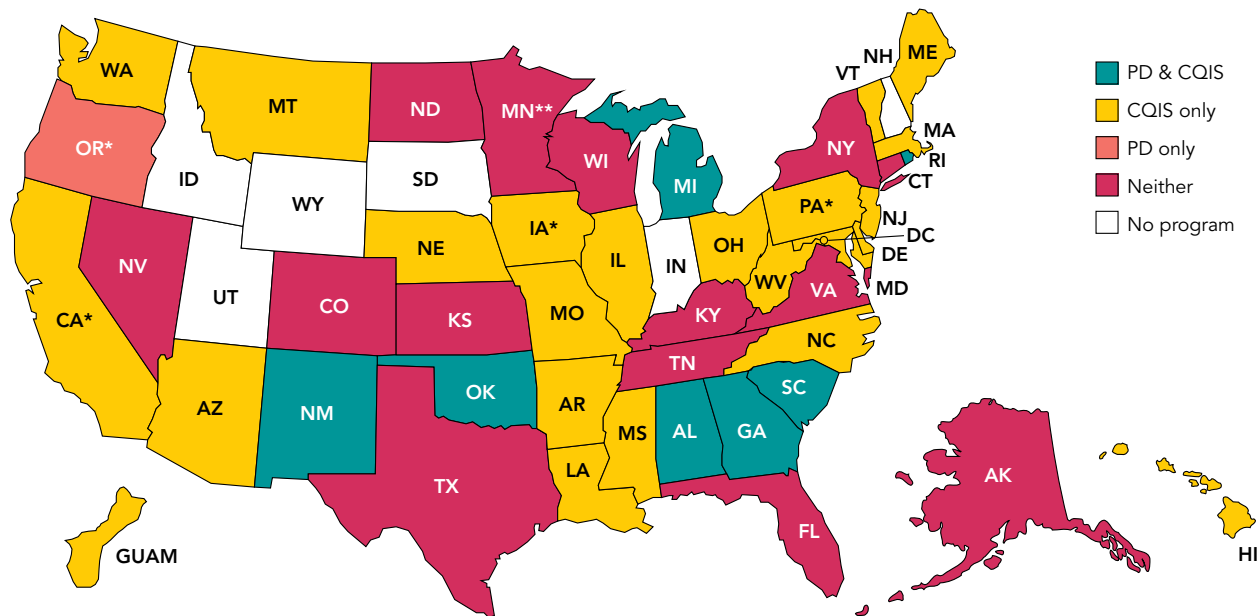 WA
MT
ND
MN**
OR*
ID
WY
SD
WI
MI
NY
VT
NH
ME
MA
RI
CT
NJ
DC
DE
MD
PA*
NV
UT
CO
NE
KS
IA*
IL
IN
OH
WV
VA
KY
MO
CA*
AZ
NM
OK
AR
TN
NC
SC
MS
AL
GA
LA
TX
FL
AK
HI
GUAM
PD & CQIS
CQIS only
PD only
Neither
No program